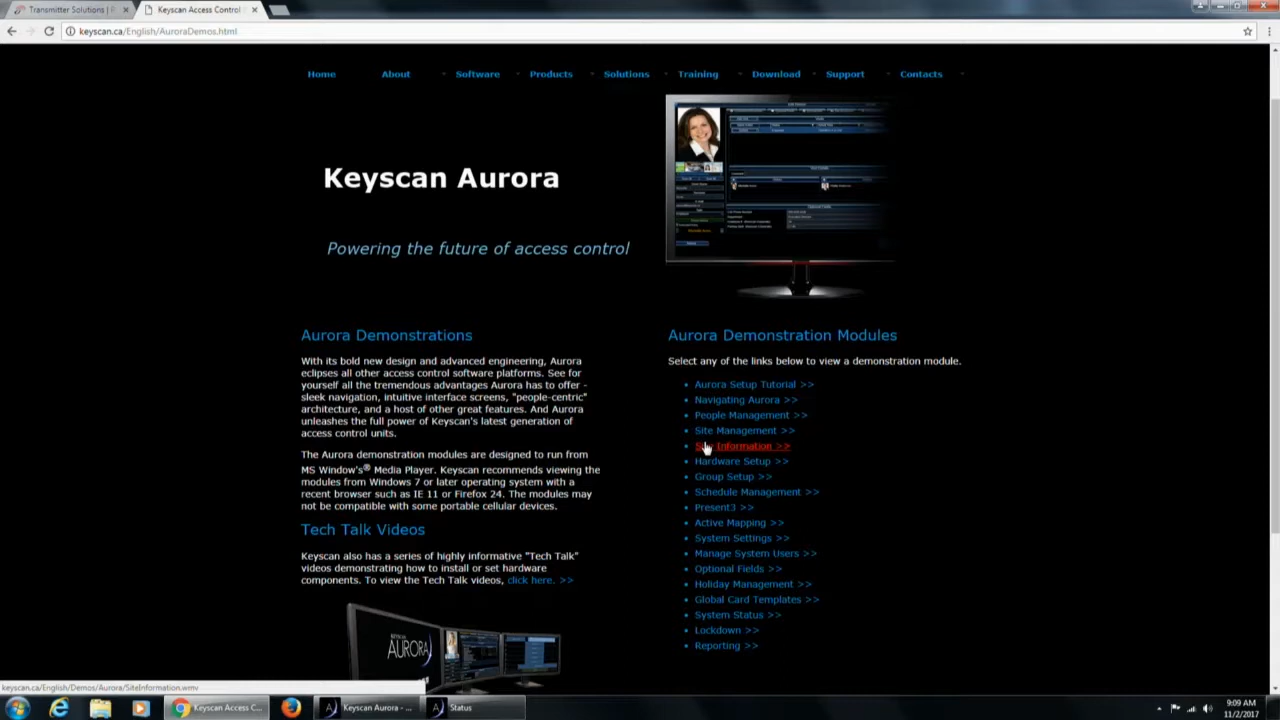 Transmitter Solutions |
Keyscan Access Control
keyscan.ca/English/AuroraDemos.html
Home About Software Products Solutions Training Download Support Contacts
Keyscan Aurora
Powering the future of access control
Aurora Demonstrations
With its bold new design and advanced engineering, Aurora
eclipses all other access control software platforms. See for
yourself all the tremendous advantages Aurora has to offer -
sleek navigation, intuitive interface screens, "people-centric"
architecture, and a host of other great features. And Aurora
unleashes the full power of Keyscan's latest generation of
access control units.
The Aurora demonstration modules are designed to run from
MS Window's® Media Player. Keyscan recommends viewing the
modules from Windows 7 or later operating system with a
recent browser such as IE 11 or Firefox 24. The modules may
not be compatible with some portable cellular devices.
Tech Talk Videos
Keyscan also has a series of highly informative "Tech Talk"
videos demonstrating how to install or set hardware
components. To view the Tech Talk videos, click here. >>
KEYSCAN
AURORA
Aurora Demonstration Modules
Select any of the links below to view a demonstration module.
• Aurora Setup Tutorial >>
• Navigating Aurora >>
• People Management >>
• Site Management >>
• Site Information >>
• Hardware Setup >>
• Group Setup >>
• Schedule Management >>
• Present3 >>
• Active Mapping >>
• System Settings >>
• Manage System Users >>
• Optional Fields >>
• Holiday Management >>
• Global Card Templates >>
• System Status >>
• Lockdown >>
• Reporting >>
keyscan.ca/English/Demos/Aurora/SiteInformation.wmv
Keyscan Access C...
Keyscan Aurora - ...
Status
9:09 AM
11/2/2017